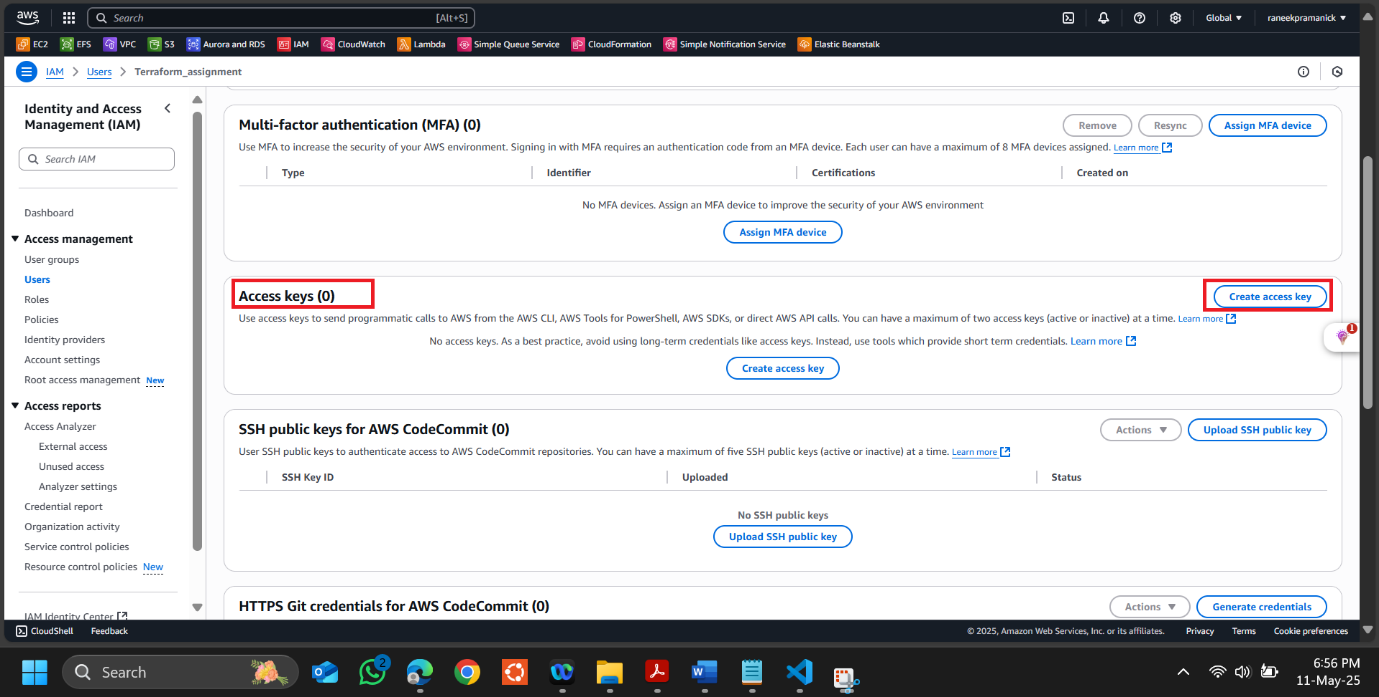 aws
Search [Alt+S]
Global ▼
raneekpramanick ▼
EC2 EFS VPC S3 Aurora and RDS IAM CloudWatch Lambda Simple Queue Service CloudFormation Simple Notification Service Elastic Beanstalk
IAM > Users > Terraform_assignment
Identity and Access
Management (IAM)
Search IAM
Dashboard
Access management
User groups
Users
Roles
Policies
Identity providers
Account settings
Root access management New
Access reports
Access Analyzer
External access
Unused access
Analyzer settings
Credential report
Organization activity
Service control policies
Resource control policies New
IAM Identity Center
Multi-factor authentication (MFA) (0)
Remove Resync Assign MFA device
Use MFA to increase the security of your AWS environment. Signing in with MFA requires an authentication code from an MFA device. Each user can have a maximum of 8 MFA devices assigned. Learn more
Type Identifier Certifications Created on
No MFA devices. Assign an MFA device to improve the security of your AWS environment
Assign MFA device
Access keys (0)
Create access key
Use access keys to send programmatic calls to AWS from the AWS CLI, AWS Tools for PowerShell, AWS SDKs, or direct AWS API calls. You can have a maximum of two access keys (active or inactive) at a time. Learn more
No access keys. As a best practice, avoid using long-term credentials like access keys. Instead, use tools which provide short term credentials. Learn more
Create access key
1
SSH public keys for AWS CodeCommit (0)
Actions ▼ Upload SSH public key
User SSH public keys to authenticate access to AWS CodeCommit repositories. You can have a maximum of five SSH public keys (active or inactive) at a time. Learn more
SSH Key ID Uploaded Status
No SSH public keys
Upload SSH public key
HTTPS Git credentials for AWS CodeCommit (0)
Actions ▼ Generate credentials
CloudShell Feedback
© 2025, Amazon Web Services, Inc. or its affiliates. Privacy Terms Cookie preferences
Search
2
6:56 PM
11-May-25